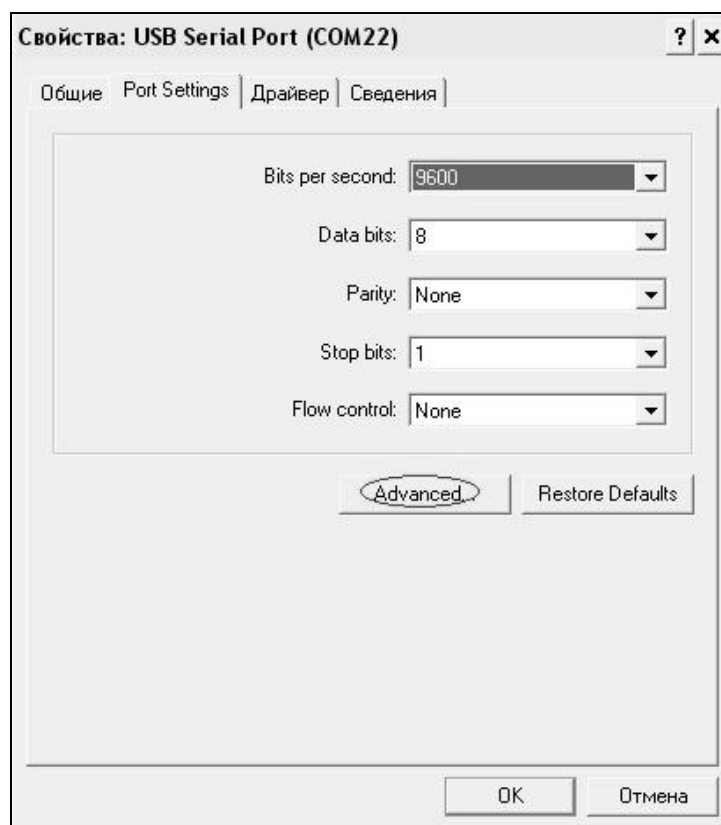 Свойства: USB Serial Port (COM22)
Общие Port Settings Драйвер Сведения
Bits per second: 9600
Data bits: 8
Parity: None
Stop bits: 1
Flow control: None
Advanced Restore Defaults
OK Отмена